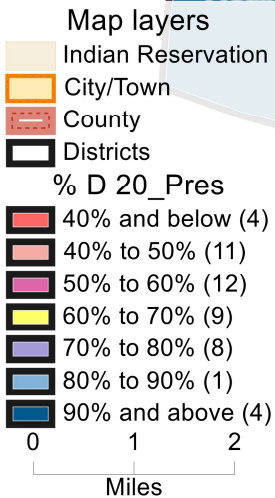 Map layers
Indian Reservation
City/Town
County
Districts
% D 20_Pres
40% and below (4)
40% to 50% (11)
50% to 60% (12)
60% to 70% (9)
70% to 80% (8)
80% to 90% (1)
90% and above (4)
0 1 2
Miles